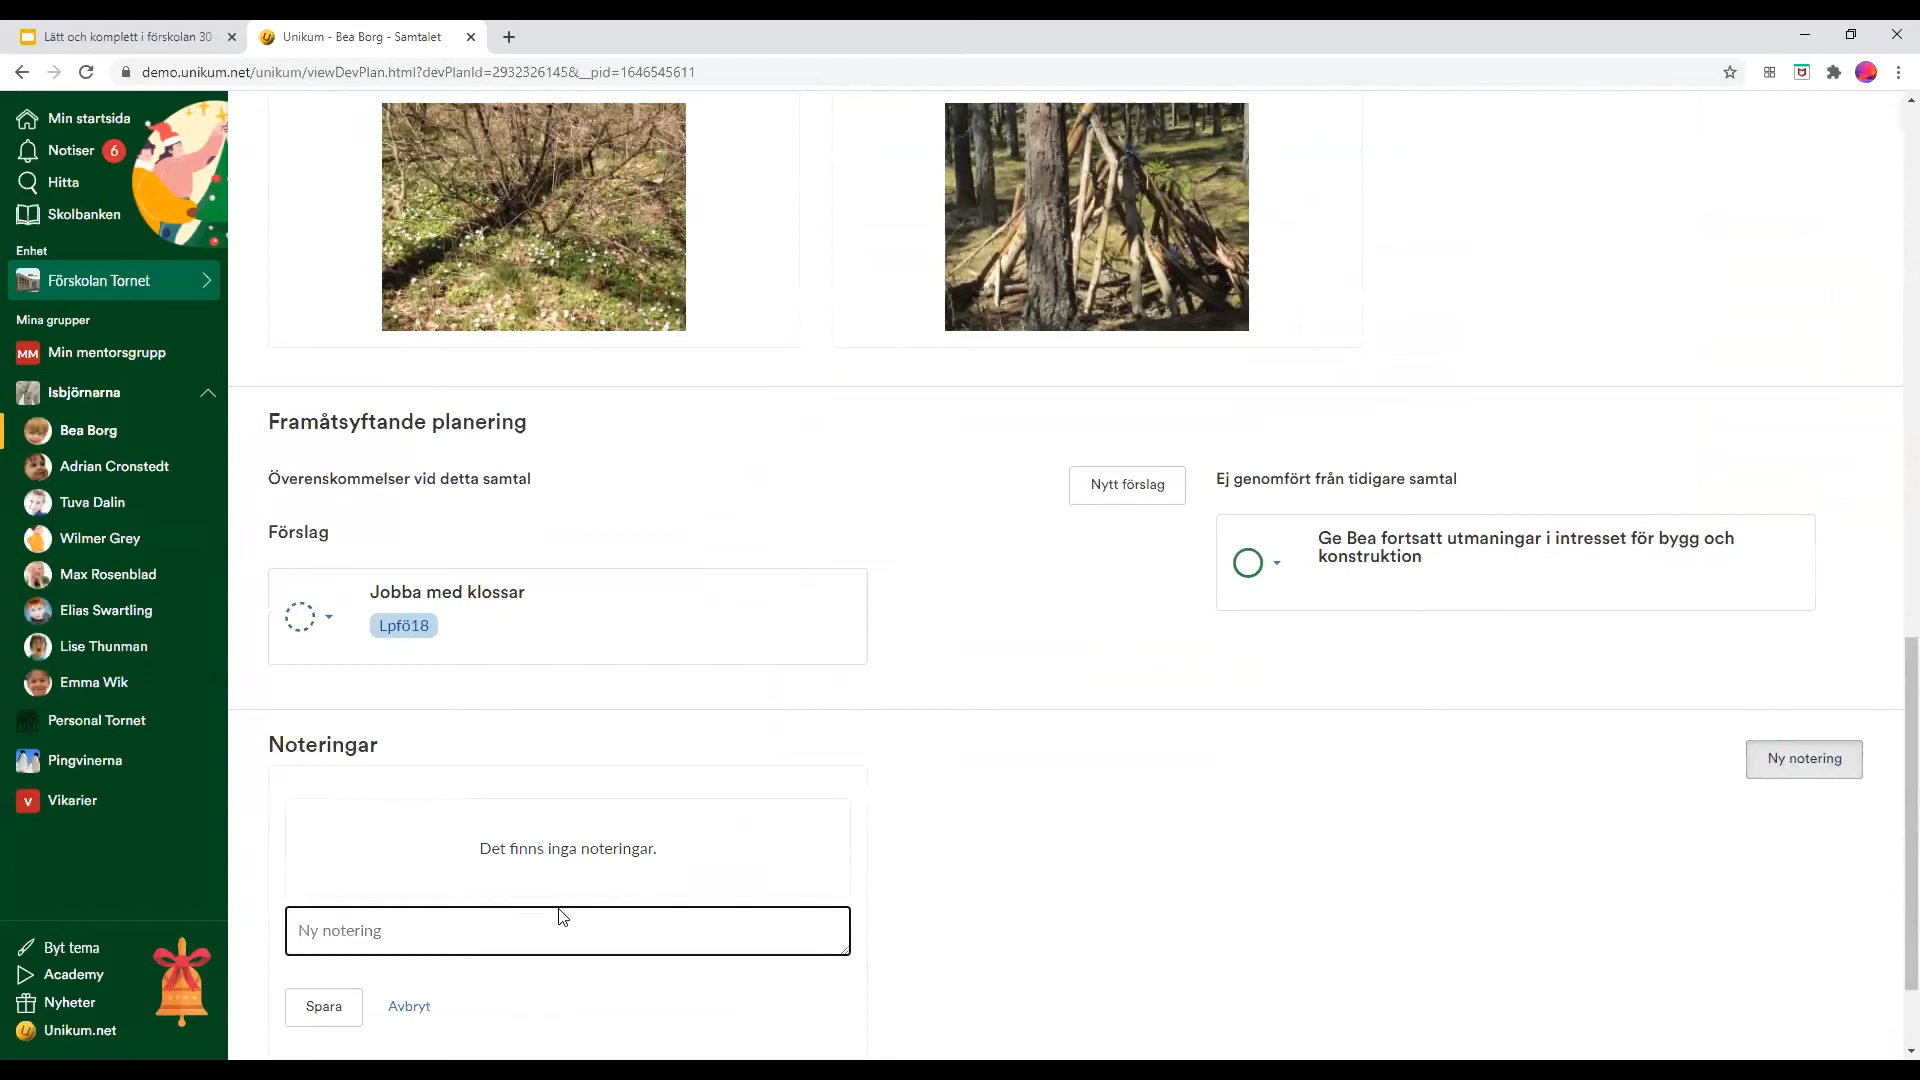 Lätt och komplett i förskolan 30
Unikum - Bea Borg - Samtalet
demo.unikum.net/unikum/viewDevPlan.html?devPlanId=2932326145&__pid=1646545611
Min startsida
Notiser 6
Hitta
Skolbanken
Enhet
Förskolan Tornet
Mina grupper
MM Min mentorsgrupp
Isbjörnarna
Bea Borg
Adrian Cronstedt
Tuva Dalin
Wilmer Grey
Max Rosenblad
Elias Swartling
Lise Thunman
Emma Wik
Personal Tornet
Pingvinerna
V Vikarier
Byt tema
Academy
Nyheter
Unikum.net
Framåtsyftande planering
Överenskommelser vid detta samtal
Nytt förslag
Ej genomfört från tidigare samtal
Förslag
Ge Bea fortsatt utmaningar i intresset för bygg och
konstruktion
Jobba med klossar
Lpfö18
Noteringar
Ny notering
Det finns inga noteringar.
Ny notering
Spara
Avbryt